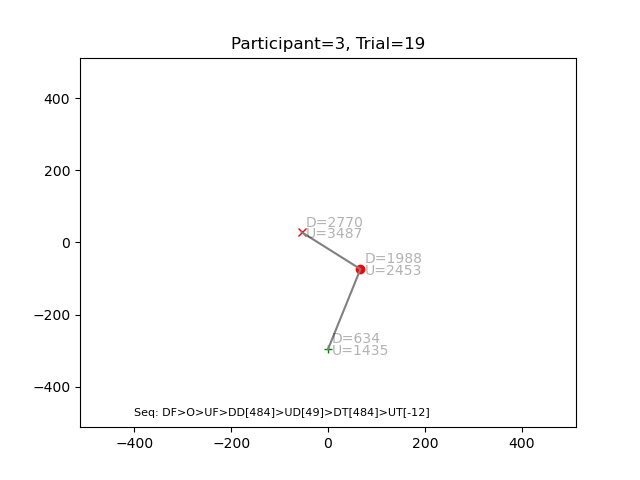 Participant=3, Trial=19
400
200
0
−200
−400
D=2770
U=3487
D=1988
U=2453
D=634
U=1435
Seq: DF>O>UF>DD[484]>UD[49]>DT[484]>UT[-12]
−400 −200 0 200 400